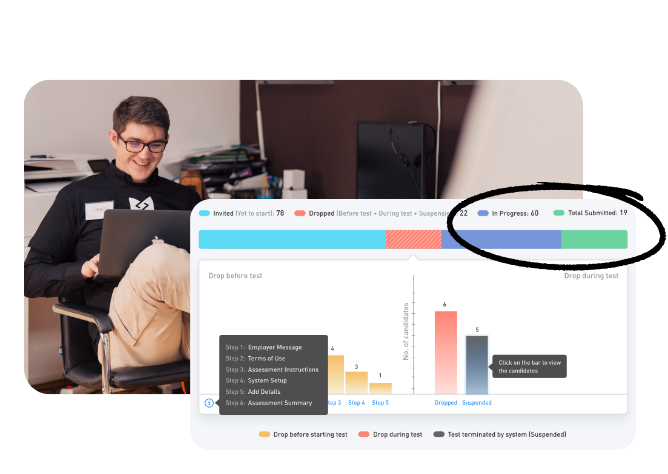 Invited (Yet to start): 78 Dropped (Before test + During test + Suspension): 22 In Progress: 60 Total Submitted: 19
Drop before test Drop during test
No. of candidates
6
5
4
3
1
Click on the bar to view
the candidates
Step 1: Employer Message
Step 2: Terms of Use
Step 3: Assessment Instructions
Step 4: System Setup
Step 5: Add Details
Step 6: Assessment Summary
tep 3 Step 4 Step 5 Dropped Suspended
Drop before starting test Drop during test Test terminated by system (Suspended)